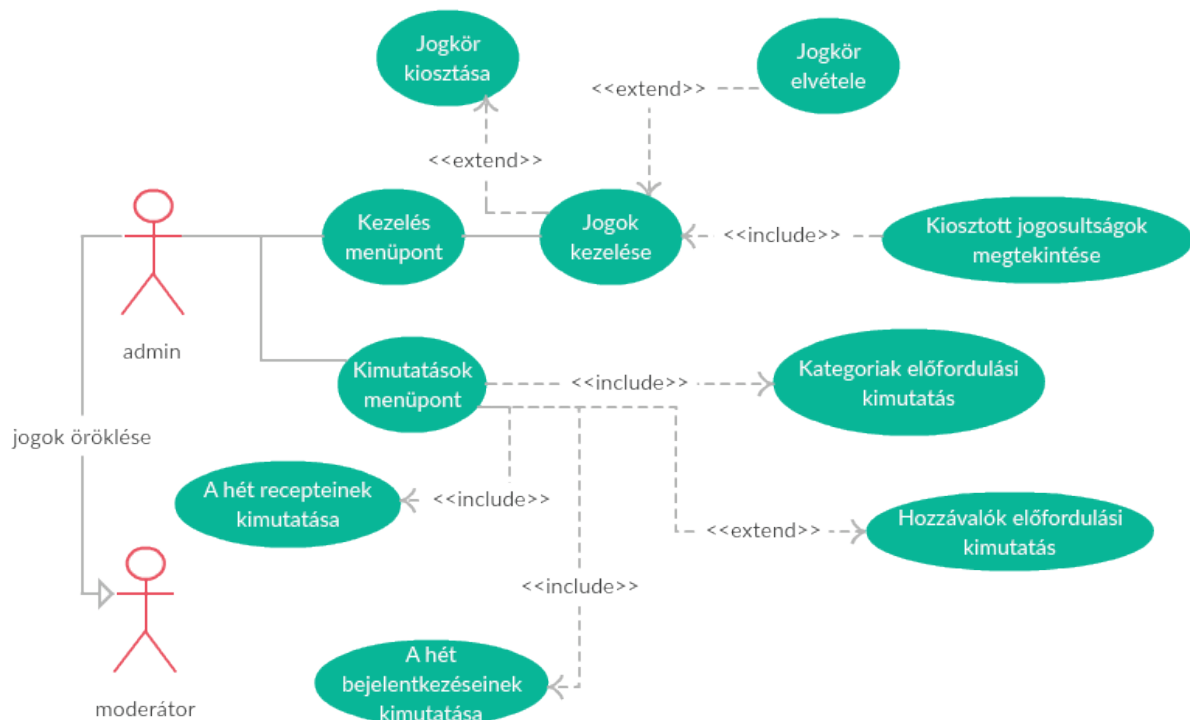 Jogkör
kiosztása
Jogkör
elvétele
<<extend>>
<<extend>>
Kezelés
menüpont
Jogok
kezelése
<<include>>
Kiosztott jogosultságok
megtekintése
admin
Kimutatások
menüpont
<<include>>
Kategoriak előfordulási
kimutatás
jogok öröklése
A hét recepteinek
kimutatása
<<include>>
<<extend>>
Hozzávalók előfordulási
kimutatás
<<include>>
A hét
bejelentkezéseinek
kimutatása
moderátor